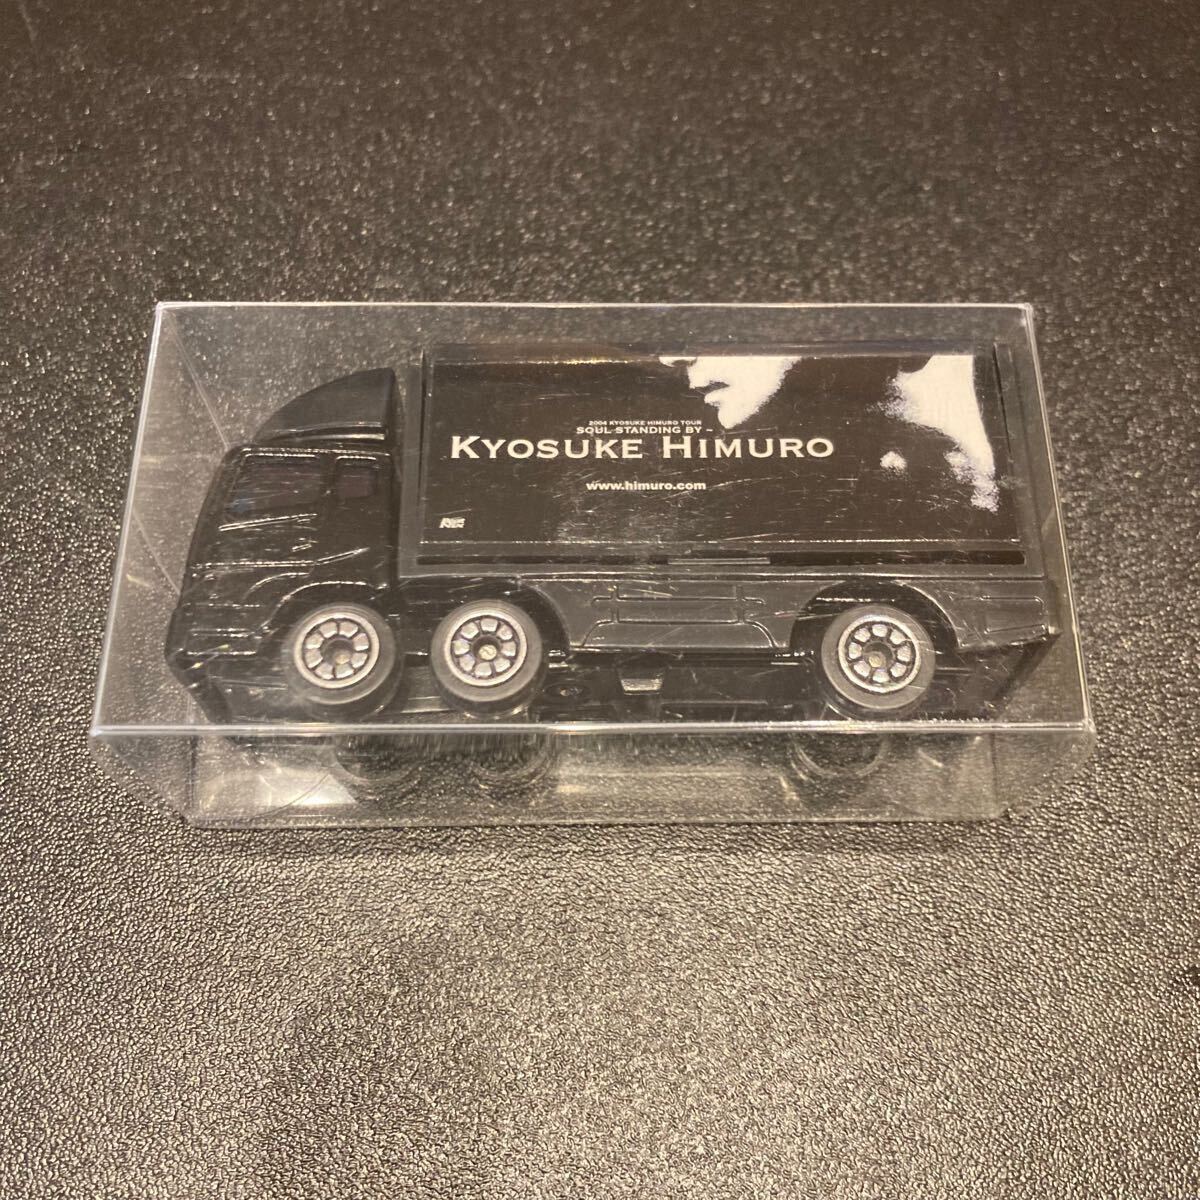 2004 KYOSUKE HIMURO TOUR
SOUL STANDING BY ~
KYOSUKE HIMURO
www.himuro.com